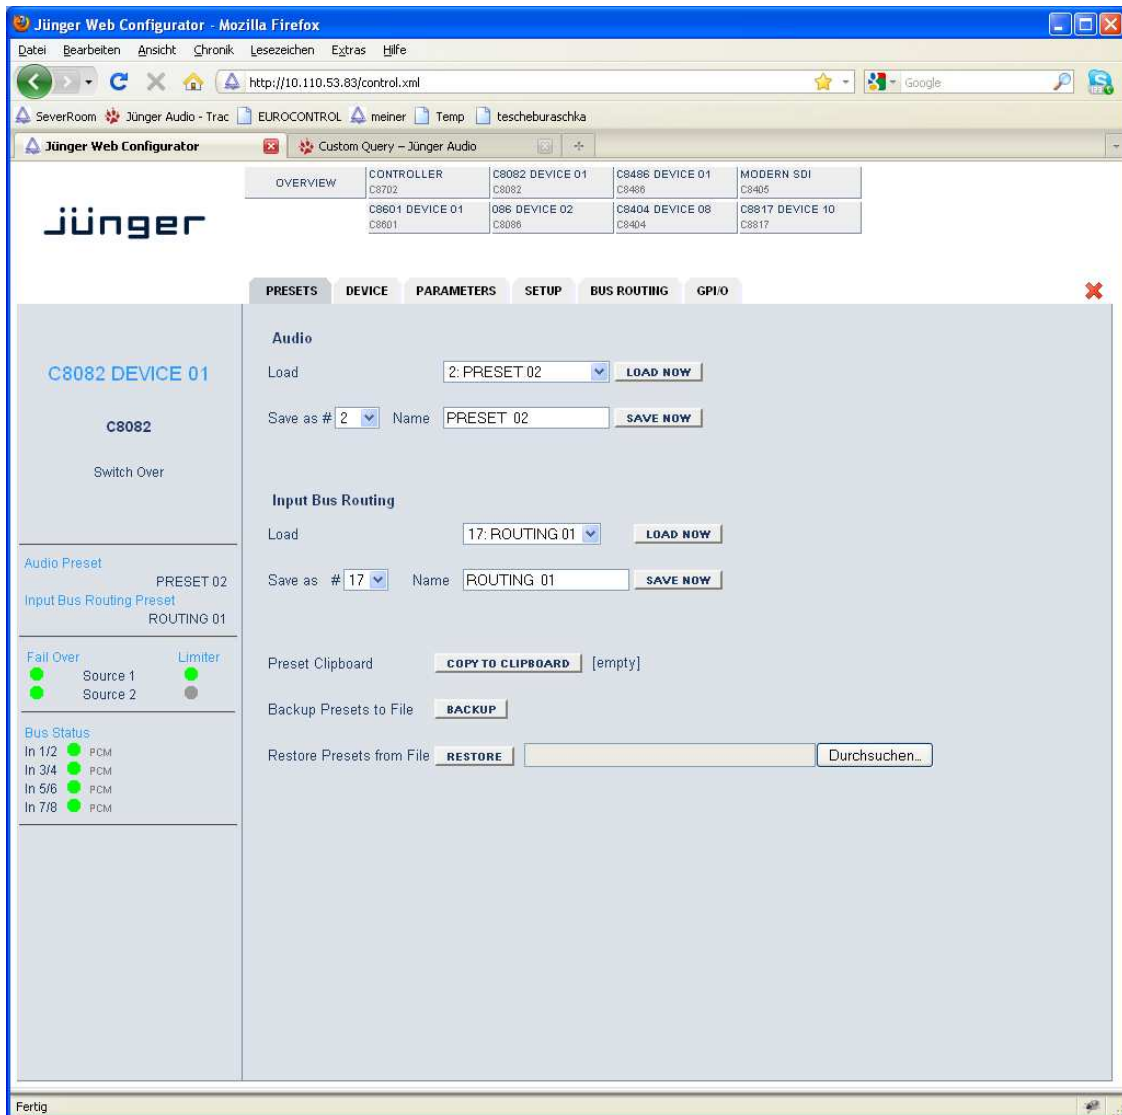 Jünger Web Configurator - Mozilla Firefox
Datei Bearbeiten Ansicht Chronik Lesezeichen Extras Hilfe
http://10.110.53.83/control.xml Google
SeverRoom Jünger Audio - Trac EUROCONTROL meiner Temp tescheburaschka
Jünger Web Configurator Custom Query – Jünger Audio
OVERVIEW CONTROLLER C8082 DEVICE 01 C8486 DEVICE 01 MODERN SDI
C8702 C8082 C8486 C8405
jünger
C8601 DEVICE 01 086 DEVICE 02 C8404 DEVICE 08 C8817 DEVICE 10
C8601 C8086 C8404 C8817
PRESETS DEVICE PARAMETERS SETUP BUS ROUTING GPI/O
C8082 DEVICE 01
C8082
Switch Over
Audio Preset
PRESET 02
Input Bus Routing Preset
ROUTING 01
Fail Over Limiter
Source 1
Source 2
Bus Status
In 1/2 PCM
In 3/4 PCM
In 5/6 PCM
In 7/8 PCM
Audio
Load 2: PRESET 02 LOAD NOW
Save as # 2 Name PRESET 02 SAVE NOW
Input Bus Routing
Load 17: ROUTING 01 LOAD NOW
Save as # 17 Name ROUTING 01 SAVE NOW
Preset Clipboard COPY TO CLIPBOARD [empty]
Backup Presets to File BACKUP
Restore Presets from File RESTORE Durchsuchen...
Fertig